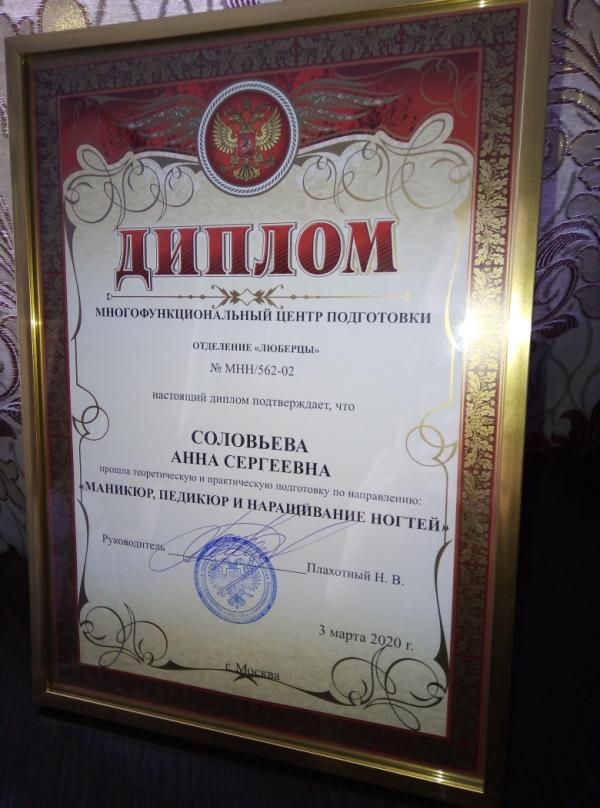 ДИПЛОМ
МНОГОФУНКЦИОНАЛЬНЫЙ ЦЕНТР ПОДГОТОВКИ
ОТДЕЛЕНИЕ «ЛЮБЕРЦЫ»
№ МНН/562-02
настоящий диплом подтверждает, что
СОЛОВЬЕВА
АННА СЕРГЕЕВНА
прошла теоретическую и практическую подготовку по направлению:
«МАНИКЮР, ПЕДИКЮР И НАРАЩИВАНИЕ НОГТЕЙ»
Руководитель Плахотный Н. В.
3 марта 2020 г.
г. Москва